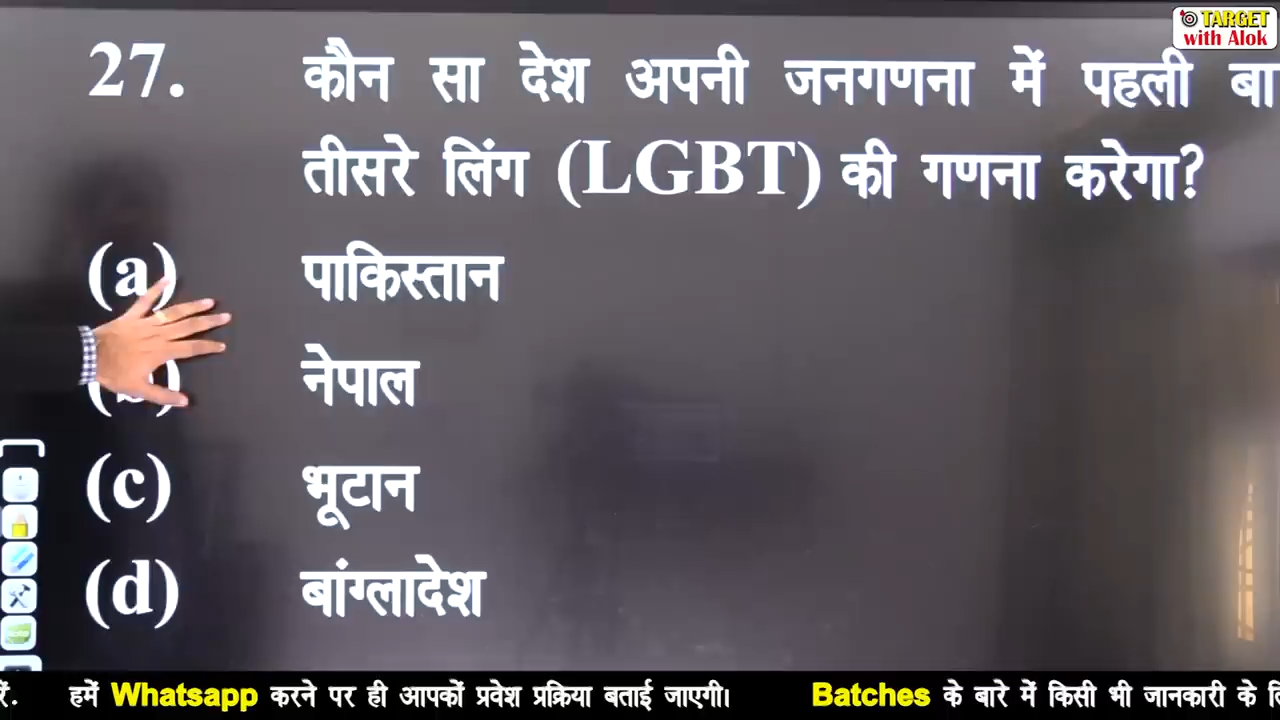 TARGET
with Alok
27. कौन सा देश अपनी जनगणना में पहली बा
तीसरे लिंग (LGBT) की गणना करेगा?
(a) पाकिस्तान
(b) नेपाल
(c) भूटान
(d) बांग्लादेश
रें. हमें Whatsapp करने पर ही आपकों प्रवेश प्रक्रिया बताई जाएगी। Batches के बारे में किसी भी जानकारी के